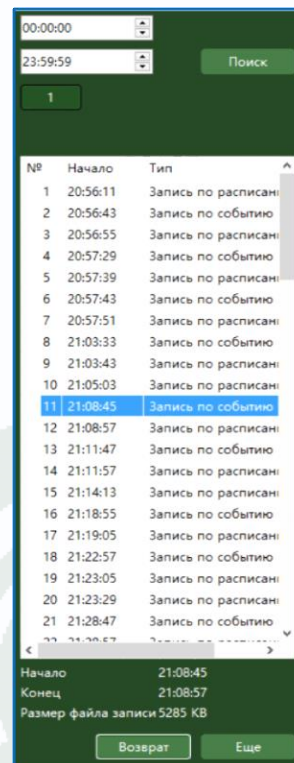 00:00:00
23:59:59 Поиск
1
№ Начало Тип
1 20:56:11 Запись по расписани
2 20:56:43 Запись по событию
3 20:56:55 Запись по расписани
4 20:57:29 Запись по событию
5 20:57:39 Запись по расписани
6 20:57:43 Запись по событию
7 20:57:51 Запись по расписани
8 21:03:33 Запись по событию
9 21:03:43 Запись по расписани
10 21:05:03 Запись по расписани
11 21:08:45 Запись по событию
12 21:08:57 Запись по расписани
13 21:11:47 Запись по событию
14 21:11:57 Запись по расписани
15 21:14:13 Запись по расписани
16 21:18:55 Запись по событию
17 21:19:05 Запись по расписани
18 21:22:57 Запись по событию
19 21:23:05 Запись по расписани
20 21:23:29 Запись по расписани
21 21:28:47 Запись по событию
Начало 21:08:45
Конец 21:08:57
Размер файла записи 5285 KB
Возврат Еще